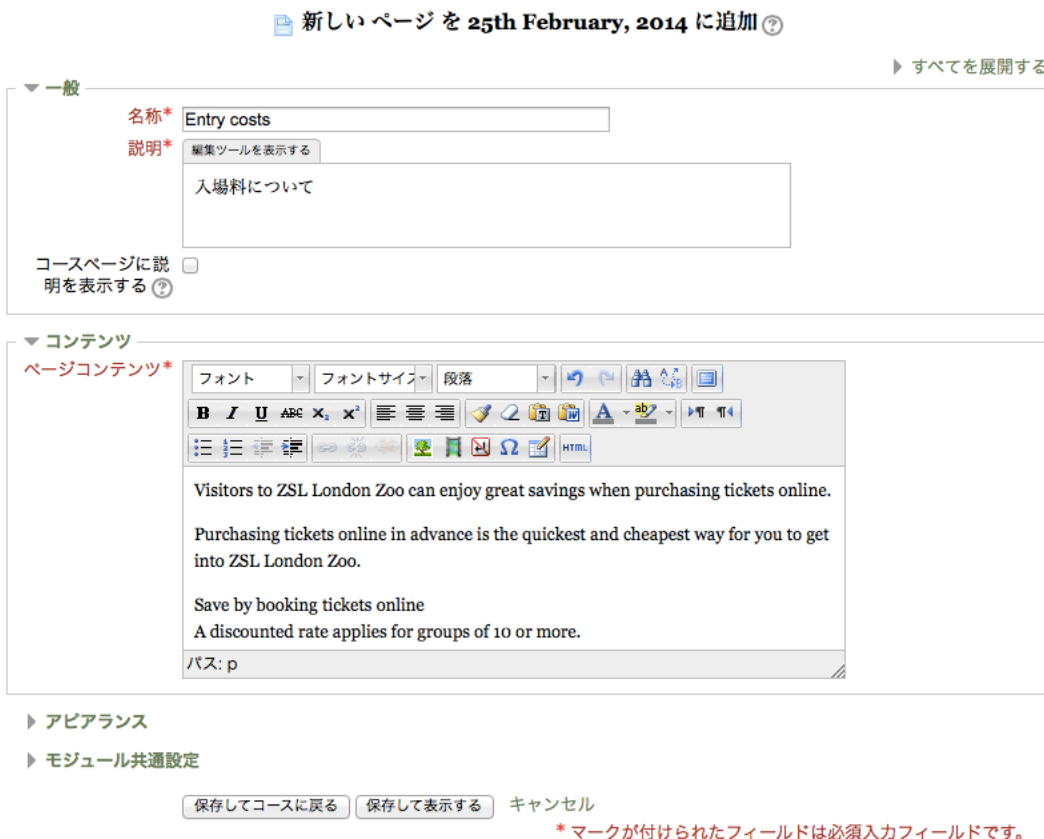 新しい ページ を 25th February, 2014 に追加
すべてを展開する
一般
名称*
Entry costs
説明*
編集ツールを表示する
入場料について
コースページに説
明を表示する
コンテンツ
ページコンテンツ*
フォント フォントサイズ 段落
B I U ABC X₂ X²
HTML
Visitors to ZSL London Zoo can enjoy great savings when purchasing tickets online.
Purchasing tickets online in advance is the quickest and cheapest way for you to get
into ZSL London Zoo.
Save by booking tickets online
A discounted rate applies for groups of 10 or more.
パス: p
アピアランス
モジュール共通設定
保存してコースに戻る 保存して表示する キャンセル
* マークが付けられたフィールドは必須入力フィールドです。